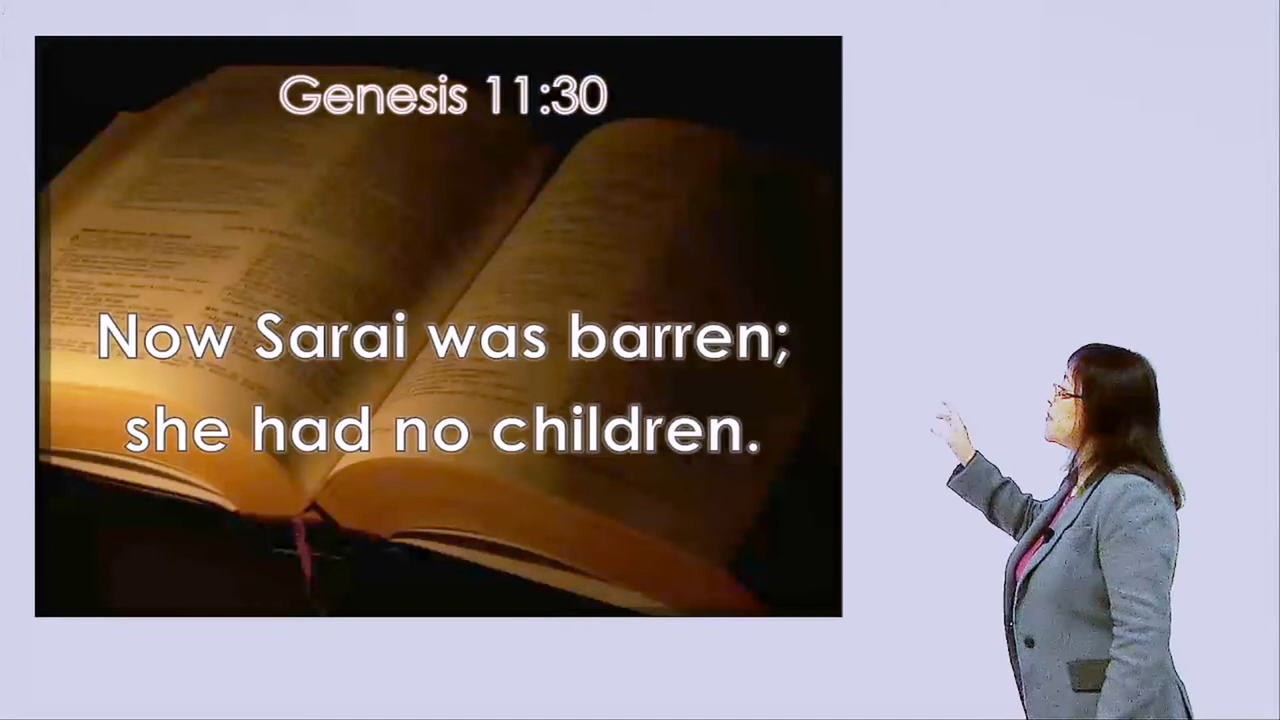 Genesis 11:30
Now Sarai was barren;
she had no children.